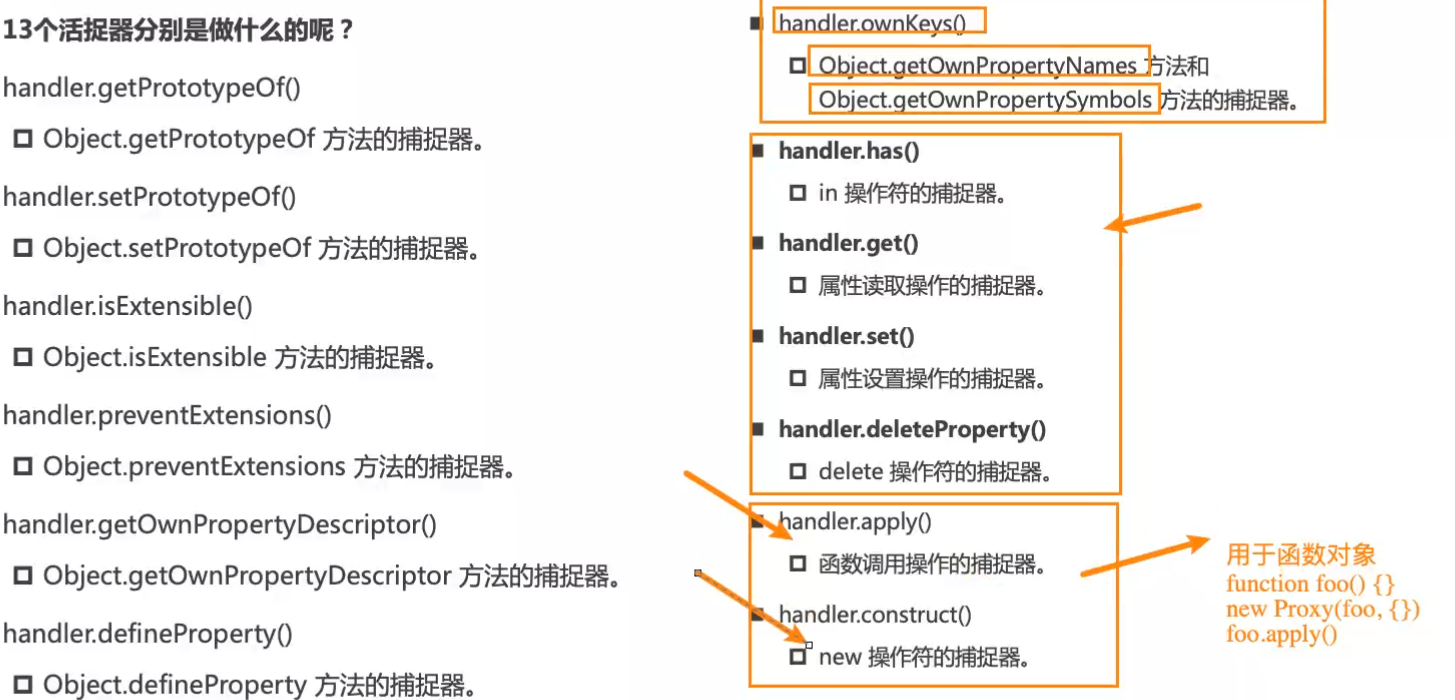 13个活捉器分别是做什么的呢？
handler.getPrototypeOf()
Object.getPrototypeOf 方法的捕捉器。
handler.setPrototypeOf()
Object.setPrototypeOf 方法的捕捉器。
handler.isExtensible()
Object.isExtensible 方法的捕捉器。
handler.preventExtensions()
Object.preventExtensions 方法的捕捉器。
handler.getOwnPropertyDescriptor()
Object.getOwnPropertyDescriptor 方法的捕捉器。
handler.defineProperty()
Object.defineProperty 方法的捕捉器。
handler.ownKeys()
Object.getOwnPropertyNames 方法和
Object.getOwnPropertySymbols 方法的捕捉器。
handler.has()
in 操作符的捕捉器。
handler.get()
属性读取操作的捕捉器。
handler.set()
属性设置操作的捕捉器。
handler.deleteProperty()
delete 操作符的捕捉器。
handler.apply()
函数调用操作的捕捉器。
handler.construct()
new 操作符的捕捉器。
用于函数对象
function foo() {}
new Proxy(foo, {})
foo.apply()